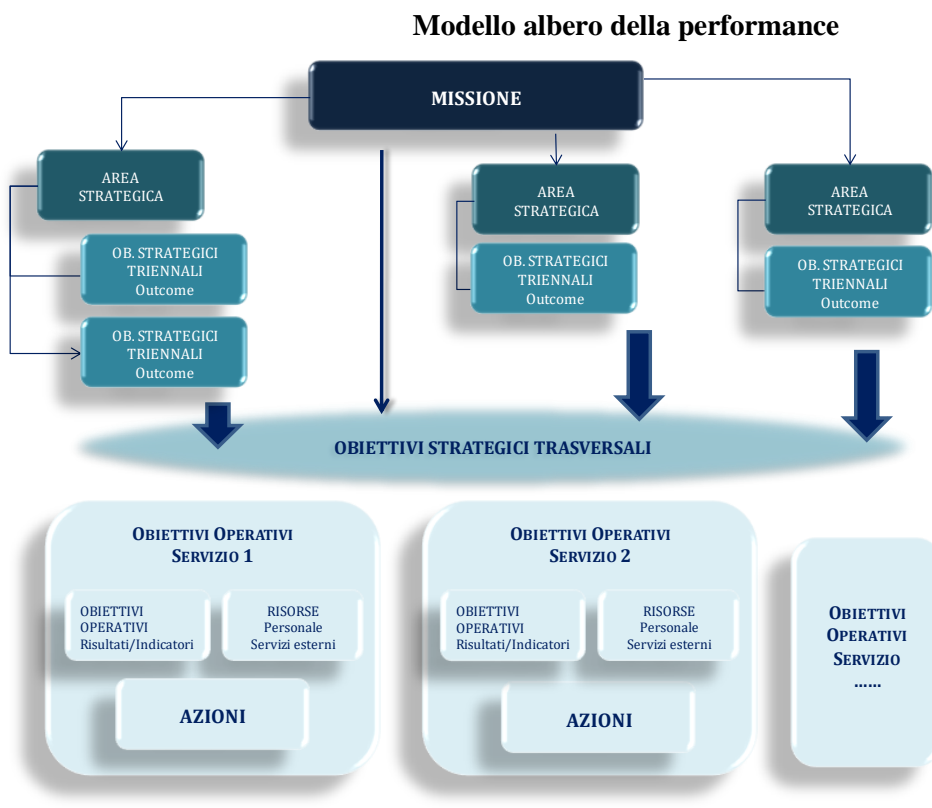 Modello albero della performance
MISSIONE
AREA
STRATEGICA
OB. STRATEGICI
TRIENNALI
Outcome
OB. STRATEGICI
TRIENNALI
Outcome
AREA
STRATEGICA
OB. STRATEGICI
TRIENNALI
Outcome
AREA
STRATEGICA
OB. STRATEGICI
TRIENNALI
Outcome
OBIETTIVI STRATEGICI TRASVERSALI
OBIETTIVI OPERATIVI
SERVIZIO 1
OBIETTIVI
OPERATIVI
Risultati/Indicatori
RISORSE
Personale
Servizi esterni
AZIONI
OBIETTIVI OPERATIVI
SERVIZIO 2
OBIETTIVI
OPERATIVI
Risultati/Indicatori
RISORSE
Personale
Servizi esterni
AZIONI
OBIETTIVI
OPERATIVI
SERVIZIO
......